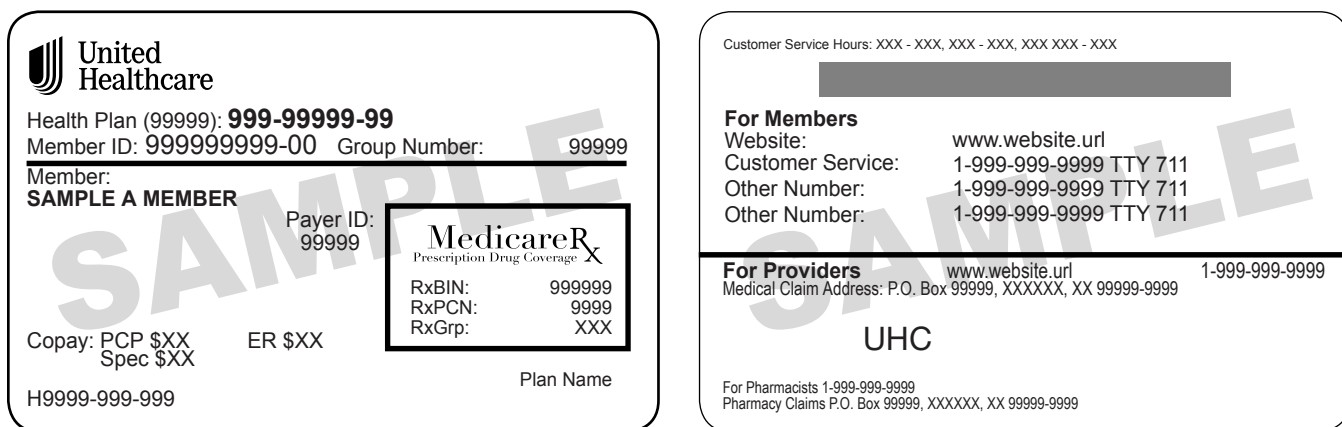 United
Healthcare
Health Plan (99999): 999-99999-99
Member ID: 999999999-00 Group Number: 99999
Member:
SAMPLE A MEMBER
Payer ID:
99999
MedicareRx
Prescription Drug Coverage
RxBIN: 999999
RxPCN: 9999
RxGrp: XXX
Copay: PCP $XX ER $XX
Spec $XX
Plan Name
H9999-999-999
SAMPLE
Customer Service Hours: XXX - XXX, XXX - XXX, XXX XXX - XXX
For Members
Website: www.website.url
Customer Service: 1-999-999-9999 TTY 711
Other Number: 1-999-999-9999 TTY 711
Other Number: 1-999-999-9999 TTY 711
For Providers www.website.url 1-999-999-9999
Medical Claim Address: P.O. Box 99999, XXXXXX, XX 99999-9999
UHC
For Pharmacists 1-999-999-9999
Pharmacy Claims P.O. Box 99999, XXXXXX, XX 99999-9999
SAMPLE